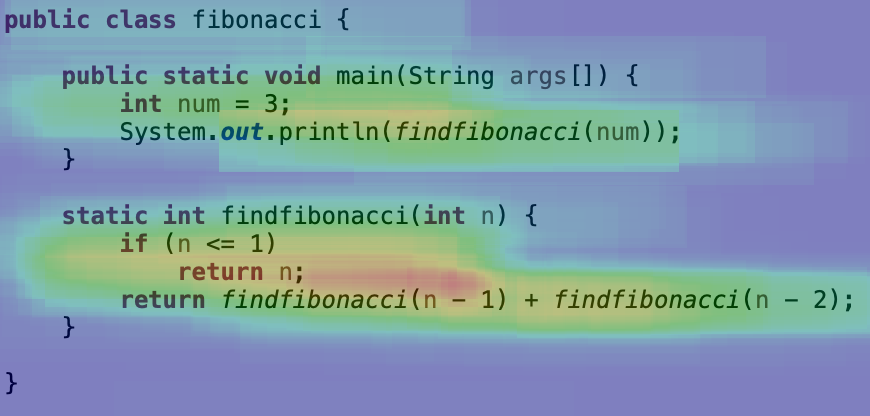 public class fibonacci {
public static void main(String args[]) {
int num = 3;
System.out.println(findfibonacci(num));
}
static int findfibonacci(int n) {
if (n <= 1)
return n;
return findfibonacci(n − 1) + findfibonacci(n − 2);
}
}